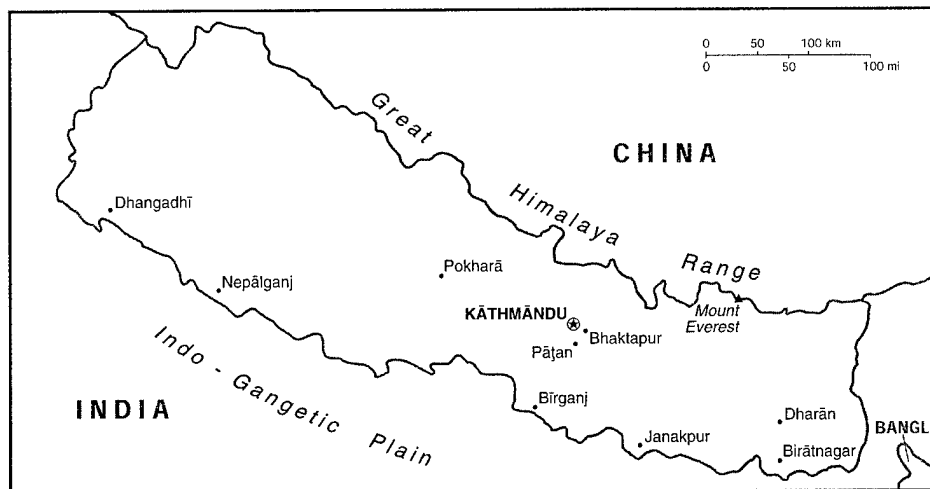 0 50 100 km
0 50 100 mi
Great
Himalaya
Range
CHINA
Dhangadhī
Nepālganj
Pokharā
Mount
Everest
KĀTHMĀNDU
Bhaktapur
Pāṭan
Indo - Gangetic Plain
INDIA
Bīrganj
Janakpur
Dharān
Birātnagar
BANGL